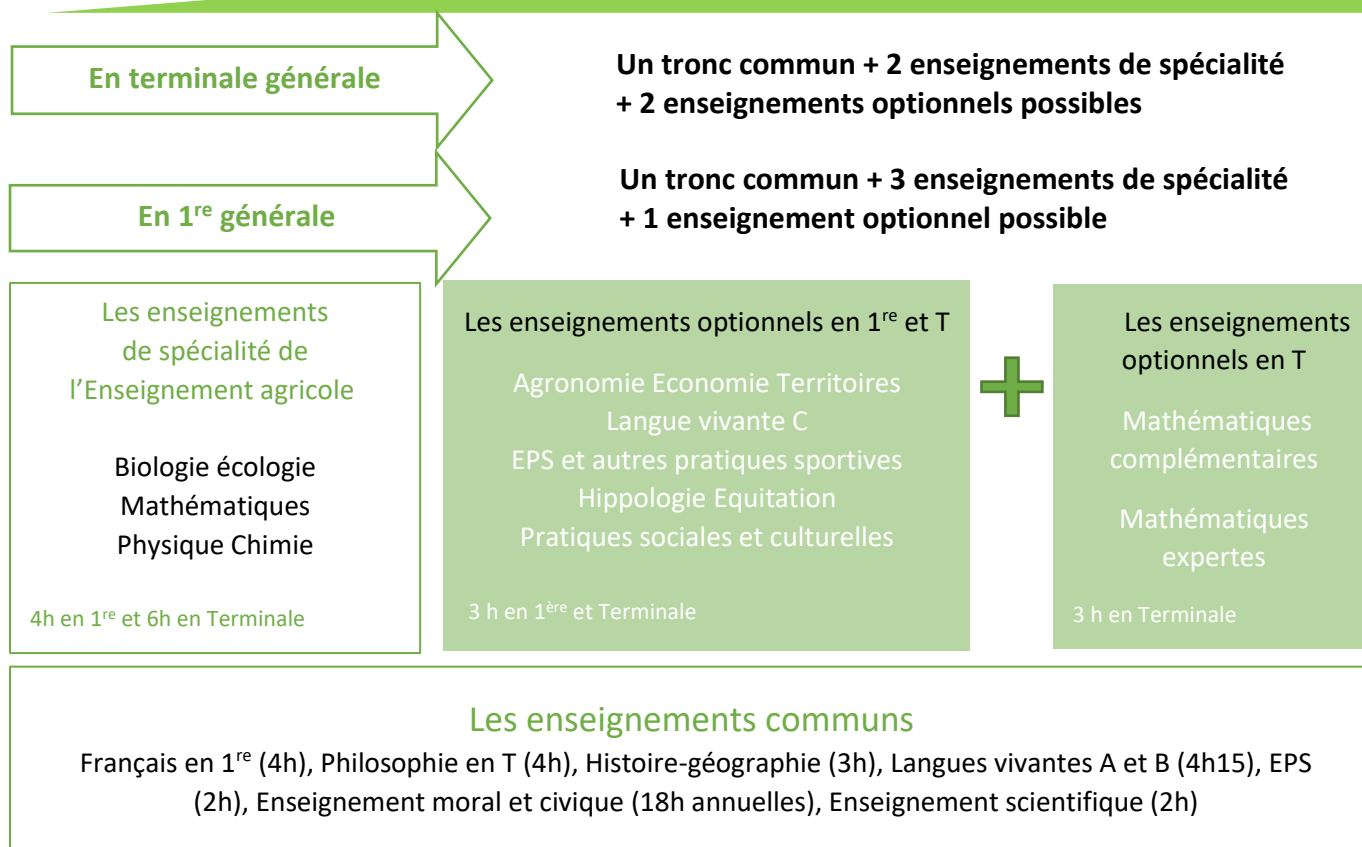 En terminale générale
Un tronc commun + 2 enseignements de spécialité
+ 2 enseignements optionnels possibles
En 1re générale
Un tronc commun + 3 enseignements de spécialité
+ 1 enseignement optionnel possible
Les enseignements
de spécialité de
l’Enseignement agricole
Biologie écologie
Mathématiques
Physique Chimie
4h en 1re et 6h en Terminale
Les enseignements optionnels en 1re et T
Agronomie Economie Territoires
Langue vivante C
EPS et autres pratiques sportives
Hippologie Equitation
Pratiques sociales et culturelles
3 h en 1ère et Terminale
Les enseignements
optionnels en T
Mathématiques
complémentaires
Mathématiques
expertes
3 h en Terminale
Les enseignements communs
Français en 1re (4h), Philosophie en T (4h), Histoire-géographie (3h), Langues vivantes A et B (4h15), EPS
(2h), Enseignement moral et civique (18h annuelles), Enseignement scientifique (2h)